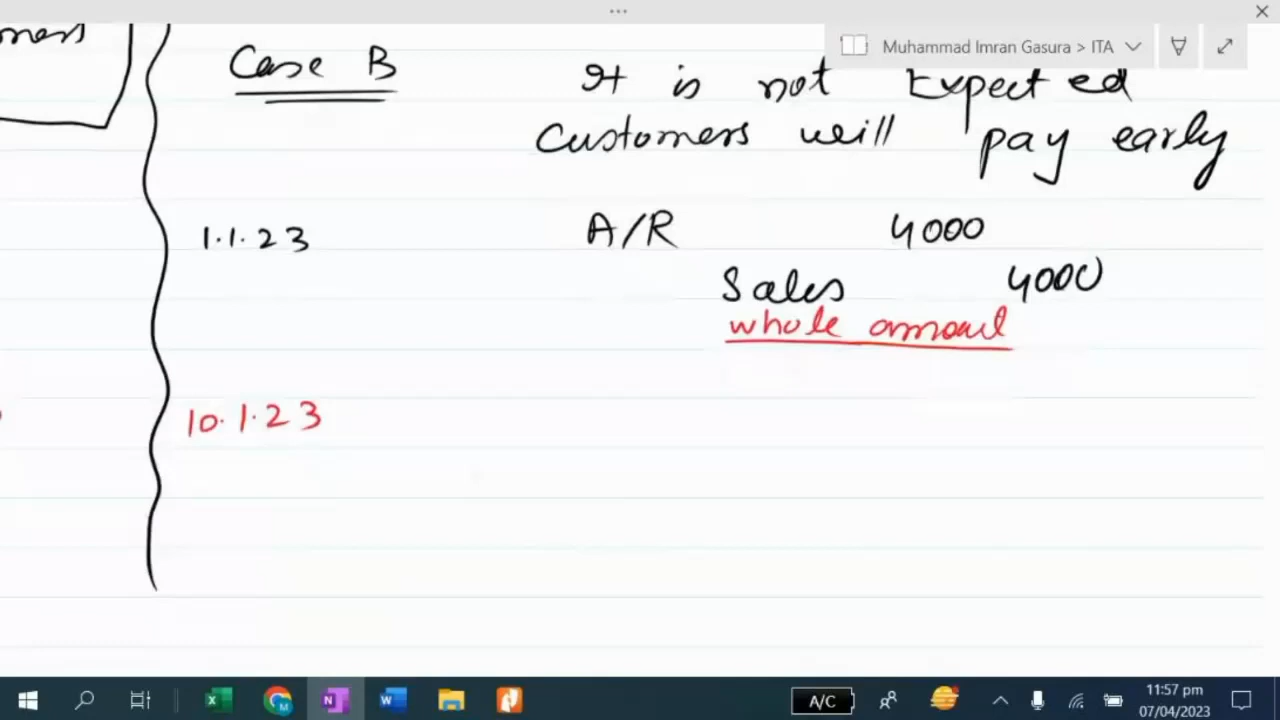 Muhammad Imran Gasura > ITA
Case B
It is not Expected
customers will pay early
1.1.23 A/R 4000
Sales 4000
whole amount
10.1.23
A/C
11:57 pm
07/04/2023